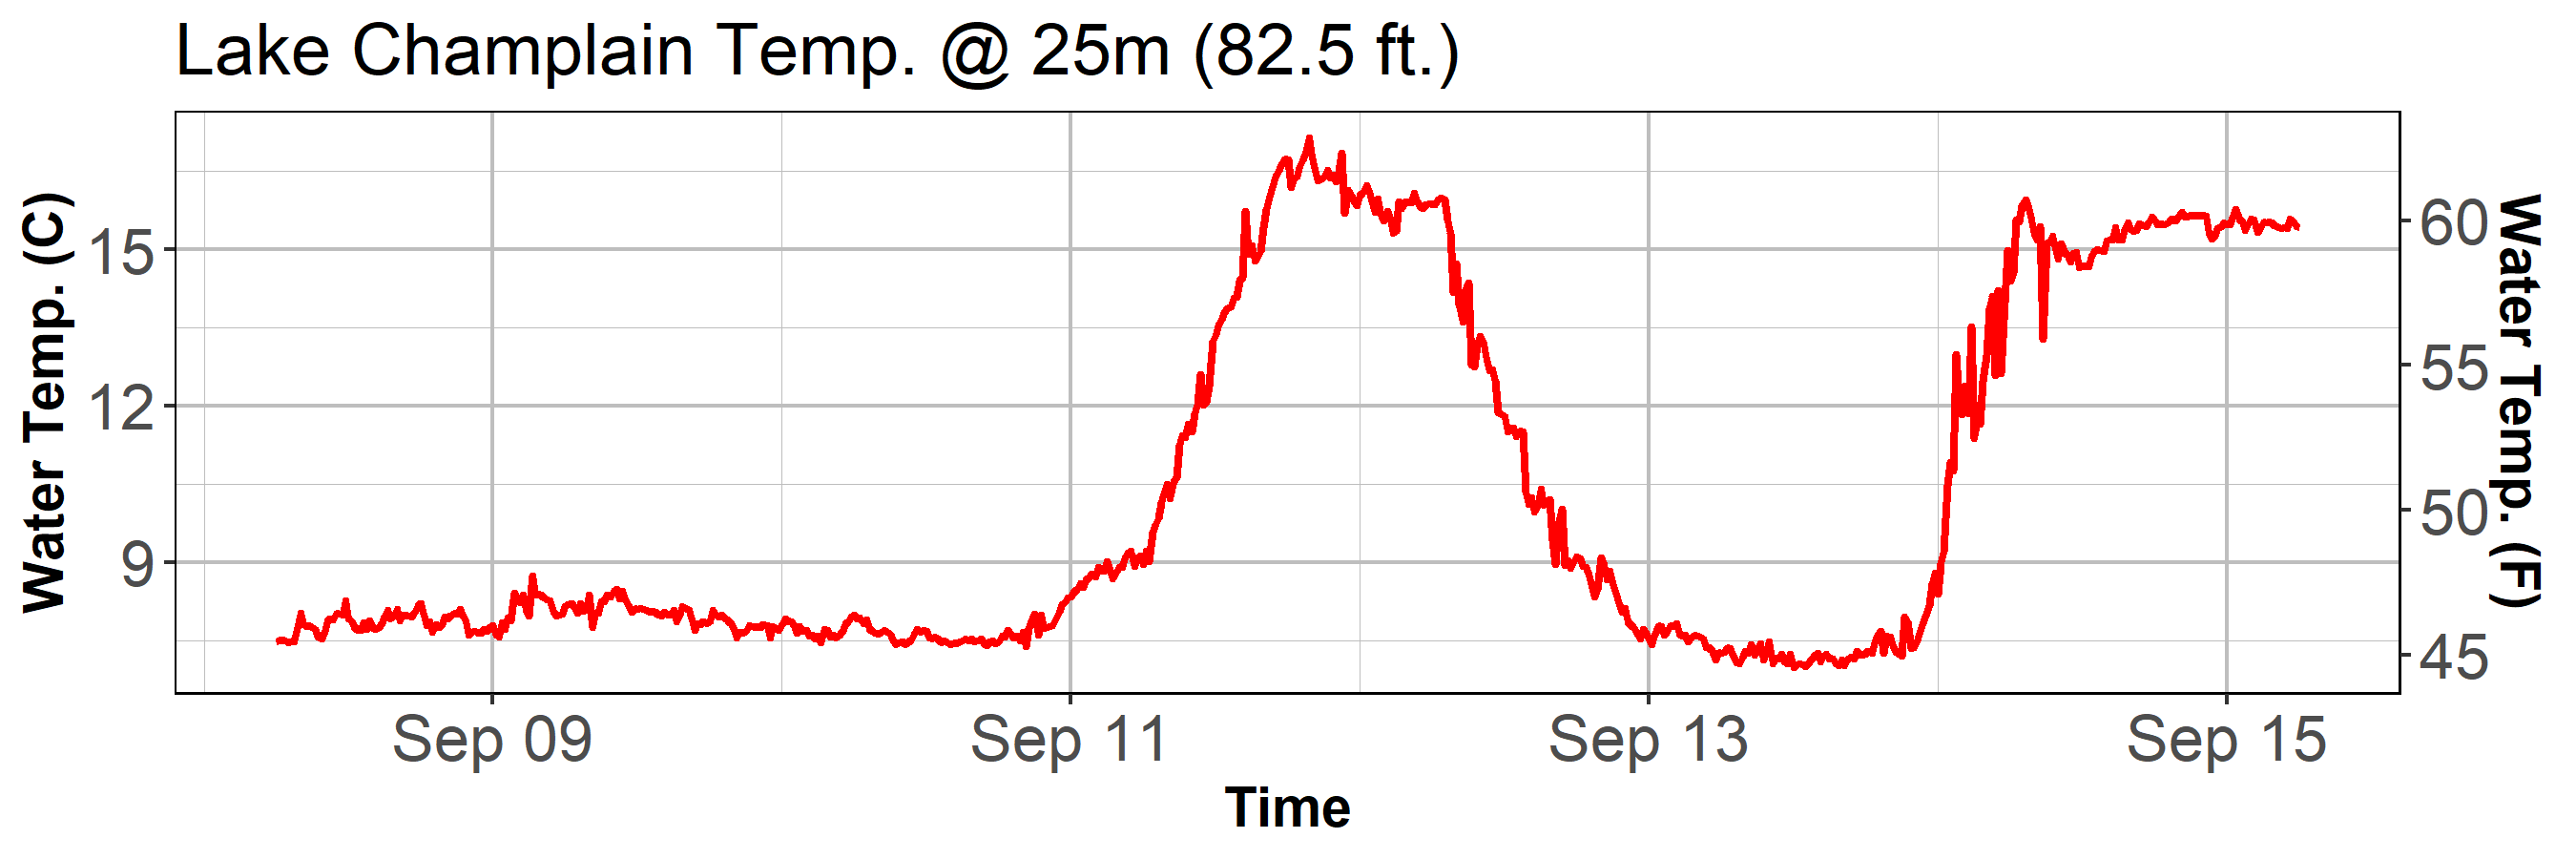 Lake Champlain Temp. @ 25m (82.5 ft.)
Water Temp. (C)
15
12
9
60
55
50
45
Water Temp. (F)
Sep 09
Sep 11
Sep 13
Sep 15
Time